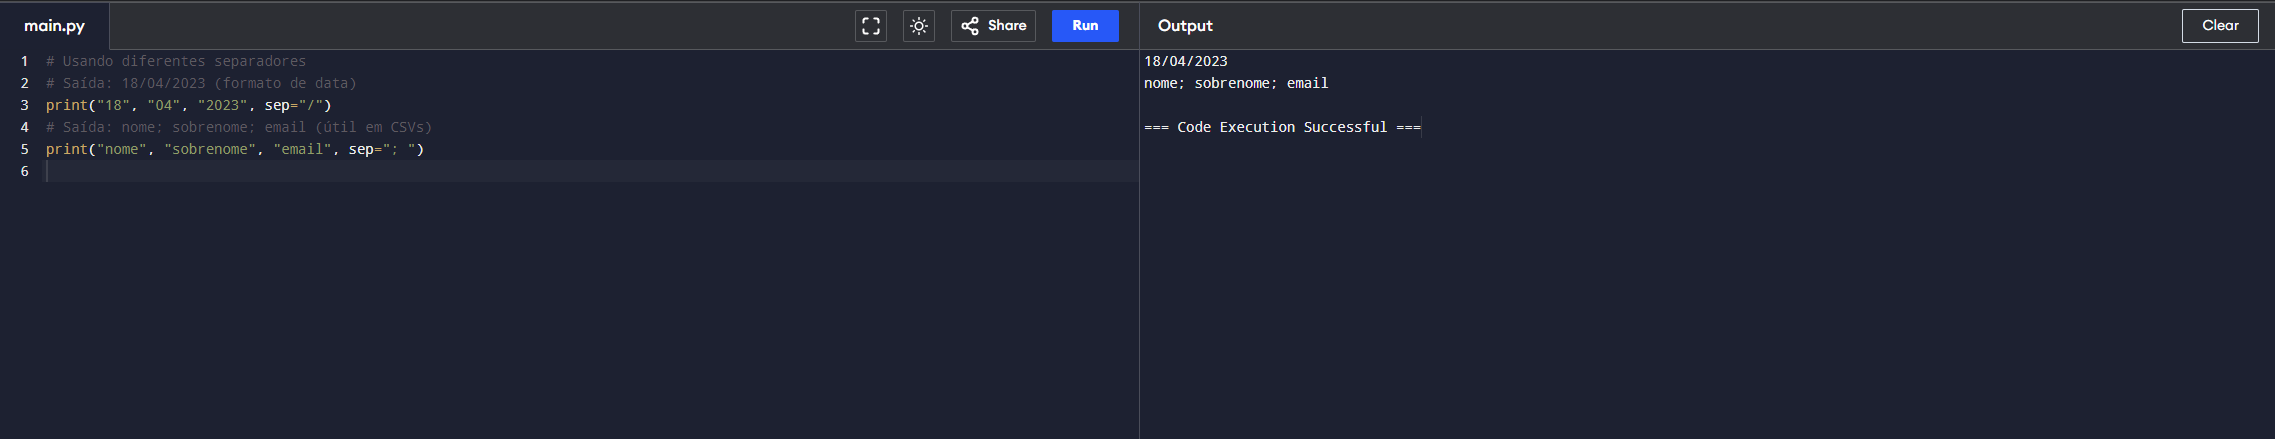 main.py
Share
Run
Output
Clear
1 # Usando diferentes separadores
2 # Saída: 18/04/2023 (formato de data)
3 print("18", "04", "2023", sep="/")
4 # Saída: nome; sobrenome; email (útil em CSVs)
5 print("nome", "sobrenome", "email", sep="; ")
6
18/04/2023
nome; sobrenome; email
=== Code Execution Successful ===